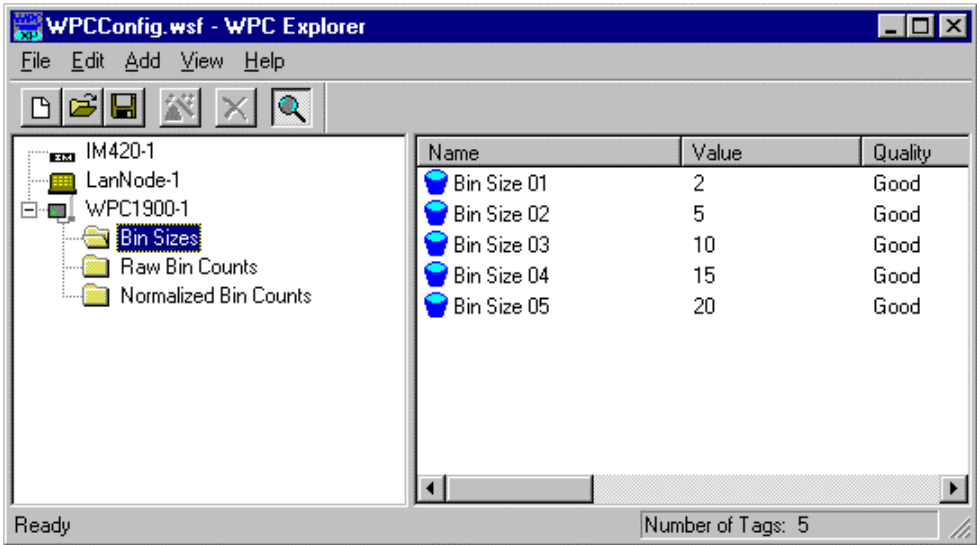 WPCConfig.wsf - WPC Explorer
File Edit Add View Help
IM420-1
LanNode-1
WPC1900-1
Bin Sizes
Raw Bin Counts
Normalized Bin Counts
Name Value Quality
Bin Size 01 2 Good
Bin Size 02 5 Good
Bin Size 03 10 Good
Bin Size 04 15 Good
Bin Size 05 20 Good
Ready Number of Tags: 5